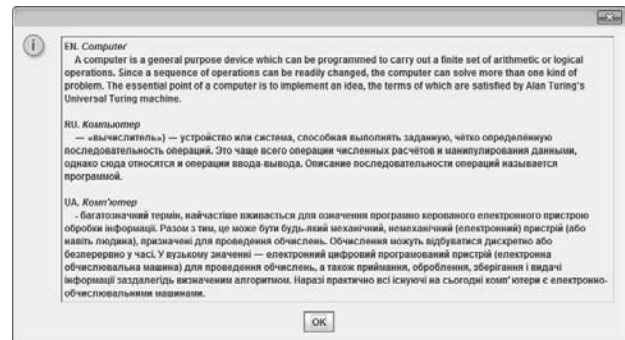 EN. Computer
A computer is a general purpose device which can be programmed to carry out a finite set of arithmetic or logical
operations. Since a sequence of operations can be readily changed, the computer can solve more than one kind of
problem. The essential point of a computer is to implement an idea, the terms of which are satisfied by Alan Turing's
Universal Turing machine.
RU. Компьютер
— «вычислитель») — устройство или система, способная выполнять заданную, чётко определённую
последовательность операций. Это чаще всего операции численных расчётов и манипулирования данными,
однако сюда относятся и операции ввода-вывода. Описание последовательности операций называется
программой.
UA. Комп'ютер
- багатозначний термін, найчастіше вживається для означення програмно керованого електронного пристрою
обробки інформації. Разом з тим, це може бути будь-який механічний, немеханічний (електронний) пристрій (або
навіть людина), призначені для проведення обчислень. Обчислення можуть відбуватися дискретно або
безперервно у часі. У вузькому значенні — електронний цифровий програмований пристрій (електронна
обчислювальна машина) для проведення обчислень, а також приймання, оброблення, зберігання і видачі
інформації заздалегідь визначеним алгоритмом. Наразі практично всі існуючі на сьогодні комп'ютери є електронно-
обчислювальними машинами.
OK